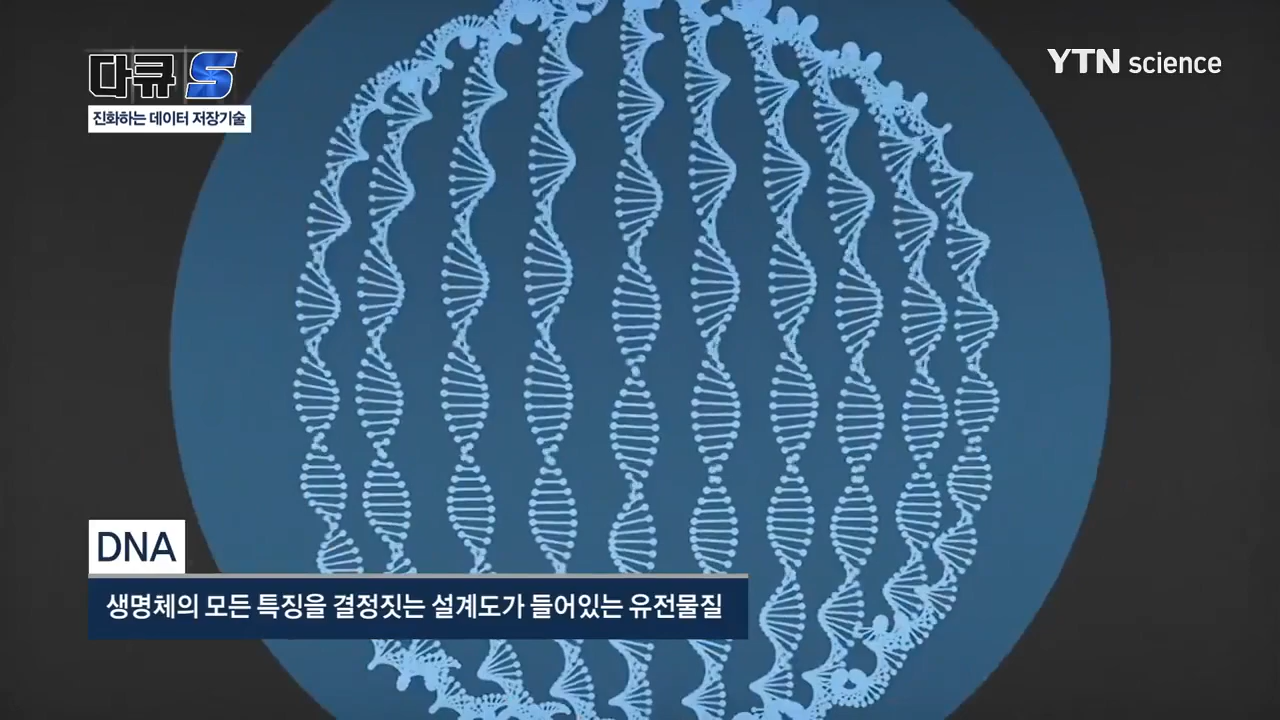 다큐 S
YTN science
진화하는 데이터 저장기술
DNA
생명체의 모든 특징을 결정짓는 설계도가 들어있는 유전물질